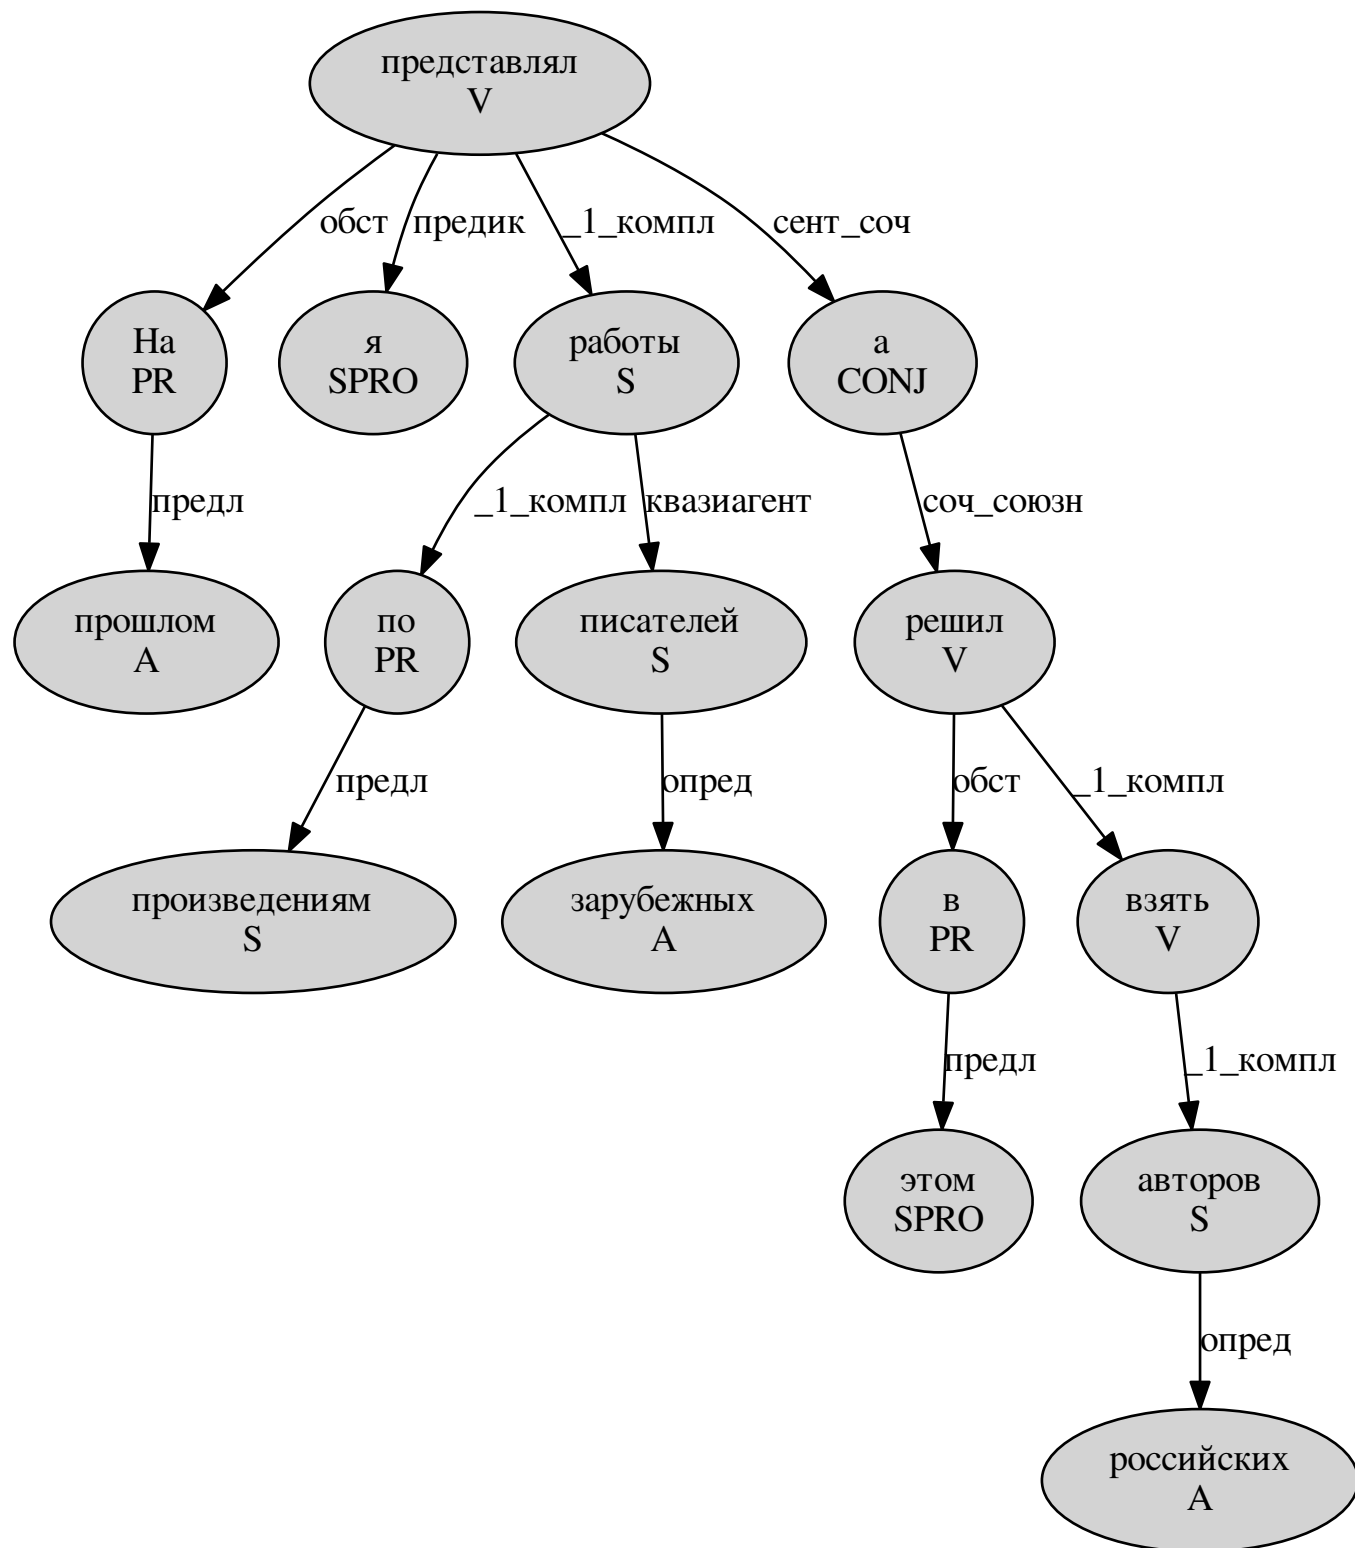 представлял
V
обст
предик
_1_компл
сент_соч
На
PR
я
SPRO
работы
S
а
CONJ
предл
_1_компл
квазиагент
соч_союзн
прошлом
A
по
PR
писателей
S
решил
V
предл
опред
обст
_1_компл
произведениям
S
зарубежных
A
в
PR
взять
V
предл
_1_компл
этом
SPRO
авторов
S
опред
российских
A